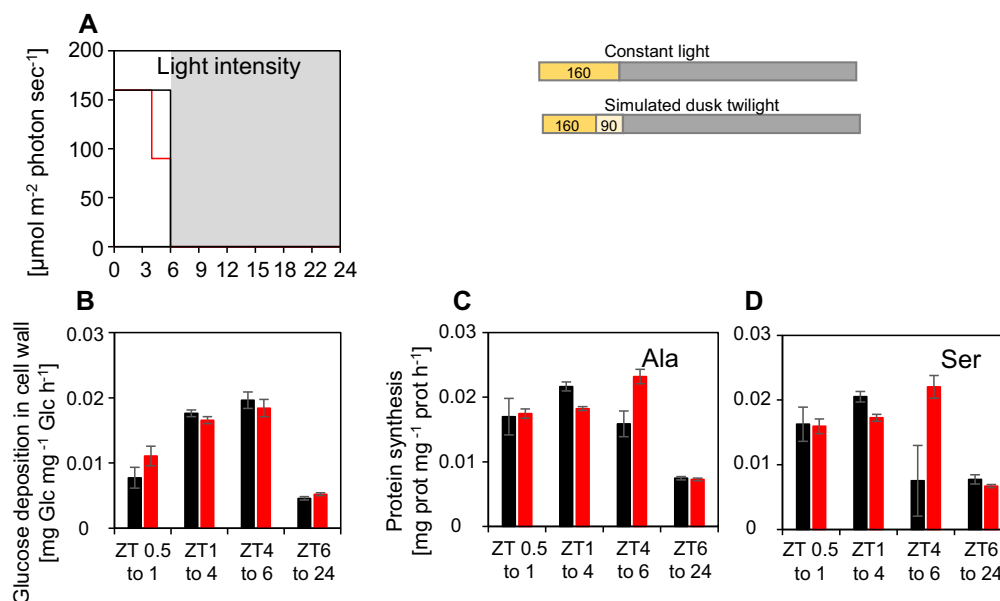 A
Light intensity
[µmol m⁻² photon sec⁻¹]
200
150
100
50
0
0 3 6 9 12 15 18 21 24
Constant light
160
Simulated dusk twilight
160 90
B
Glucose deposition in cell wall
[mg Glc mg ⁻¹ Glc h⁻¹]
0.03
0.02
0.01
0
ZT 0.5 ZT1 ZT4 ZT6
to 1 to 4 to 6 to 24
C
Ala
Protein synthesis
[mg prot mg⁻¹ prot h⁻¹]
0.03
0.02
0.01
0
ZT 0.5 ZT1 ZT4 ZT6
to 1 to 4 to 6 to 24
D
Ser
0.03
0.02
0.01
0
ZT 0.5 ZT1 ZT4 ZT6
to 1 to 4 to 6 to 24